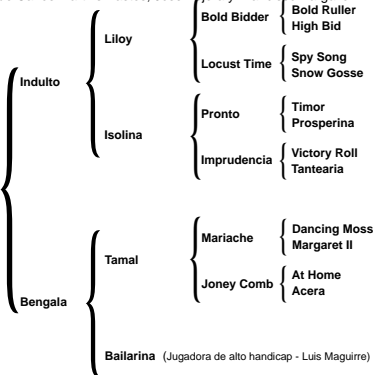 Bold Bidder
Bold Ruller
High Bid
Liloy
Locust Time
Spy Song
Snow Gosse
Indulto
Pronto
Timor
Prosperina
Isolina
Imprudencia
Victory Roll
Tantearia
Mariache
Dancing Moss
Margaret II
Tamal
Joney Comb
At Home
Acera
Bengala
Bailarina (Jugadora de alto handicap - Luis Maguirre)